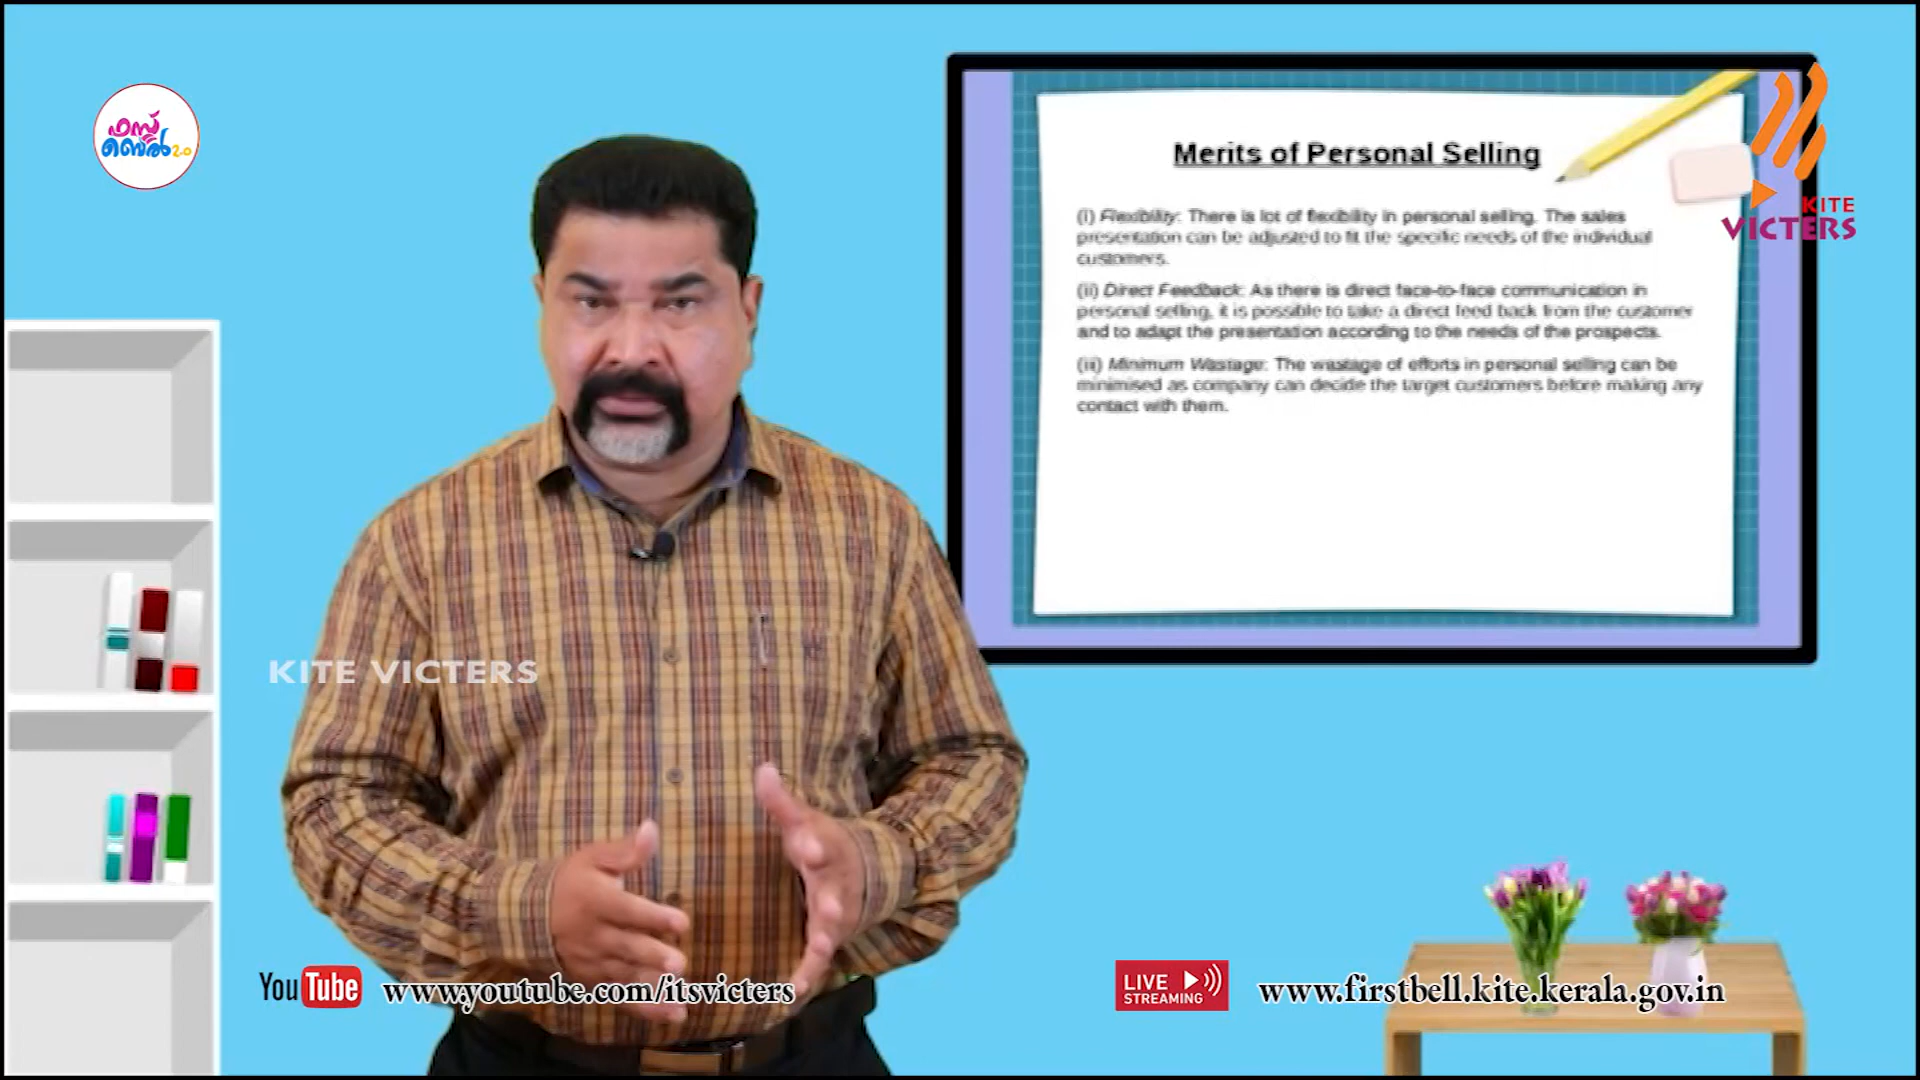 ഫസ്റ്റ്
ബെൽ 2.0
Merits of Personal Selling
(i) Flexibility: There is lot of flexibility in personal selling. The sales
presentation can be adjusted to fit the specific needs of the individual
customers.
(ii) Direct Feedback: As there is direct face-to-face communication in
personal selling, it is possible to take a direct feed back from the customer
and to adapt the presentation according to the needs of the prospects.
(iii) Minimum Wastage: The wastage of efforts in personal selling can be
minimised as company can decide the target customers before making any
contact with them.
KITE
VICTERS
KITE VICTERS
YouTube www.youtube.com/itsvicters
LIVE
STREAMING
www.firstbell.kite.kerala.gov.in